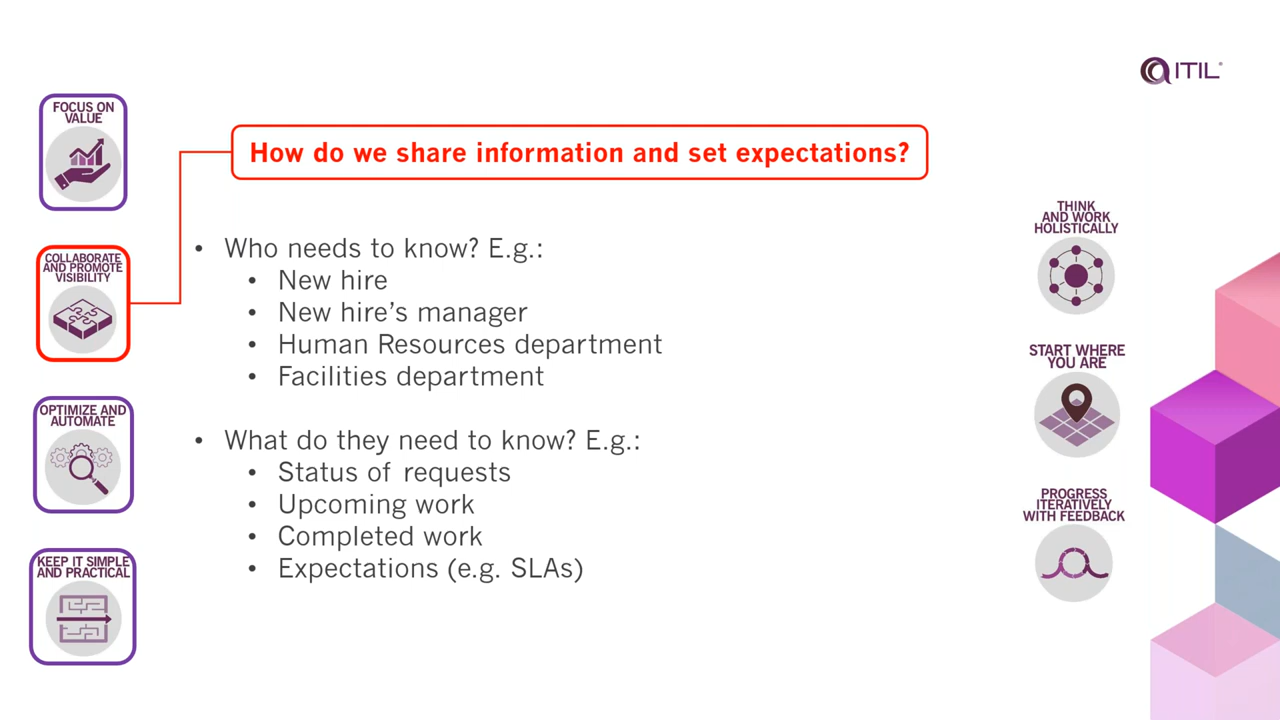 ITIL®
FOCUS ON
VALUE
How do we share information and set expectations?
COLLABORATE
AND PROMOTE
VISIBILITY
OPTIMIZE AND
AUTOMATE
KEEP IT SIMPLE
AND PRACTICAL
• Who needs to know? E.g.:
• New hire
• New hire's manager
• Human Resources department
• Facilities department
• What do they need to know? E.g.:
• Status of requests
• Upcoming work
• Completed work
• Expectations (e.g. SLAs)
THINK
AND WORK
HOLISTICALLY
START WHERE
YOU ARE
PROGRESS
ITERATIVELY
WITH FEEDBACK